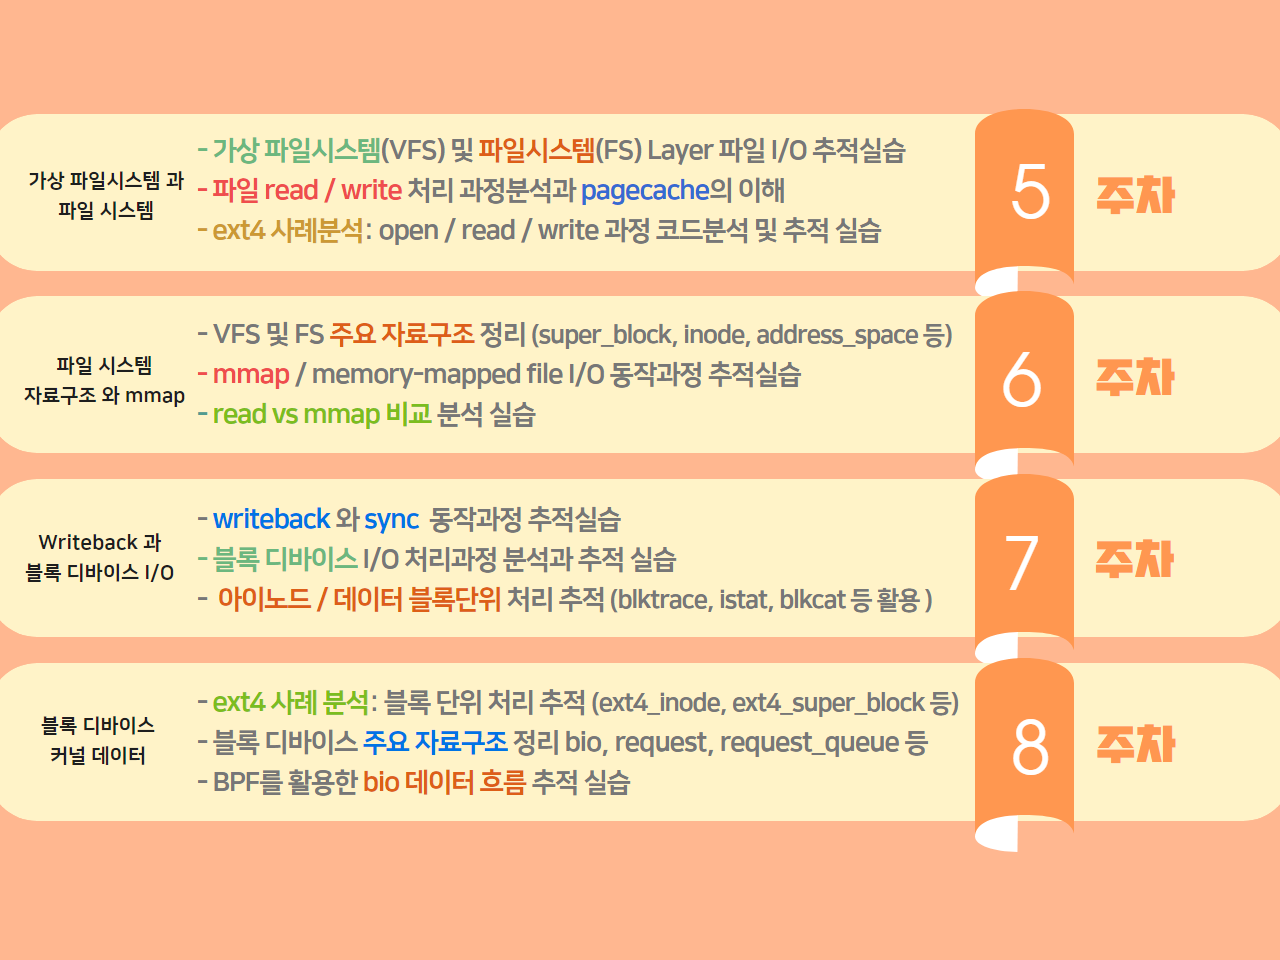 가상 파일시스템 과
파일 시스템
- 가상 파일시스템(VFS) 및 파일시스템(FS) Layer 파일 I/O 추적실습
- 파일 read / write 처리 과정분석과 pagecache의 이해
- ext4 사례분석: open / read / write 과정 코드분석 및 추적 실습
5 주차
파일 시스템
자료구조 와 mmap
- VFS 및 FS 주요 자료구조 정리 (super_block, inode, address_space 등)
- mmap / memory-mapped file I/O 동작과정 추적실습
- read vs mmap 비교 분석 실습
6 주차
Writeback 과
블록 디바이스 I/O
- writeback 와 sync 동작과정 추적실습
- 블록 디바이스 I/O 처리과정 분석과 추적 실습
- 아이노드 / 데이터 블록단위 처리 추적 (blktrace, istat, blkcat 등 활용 )
7 주차
블록 디바이스
커널 데이터
- ext4 사례 분석: 블록 단위 처리 추적 (ext4_inode, ext4_super_block 등)
- 블록 디바이스 주요 자료구조 정리 bio, request, request_queue 등
- BPF를 활용한 bio 데이터 흐름 추적 실습
8 주차